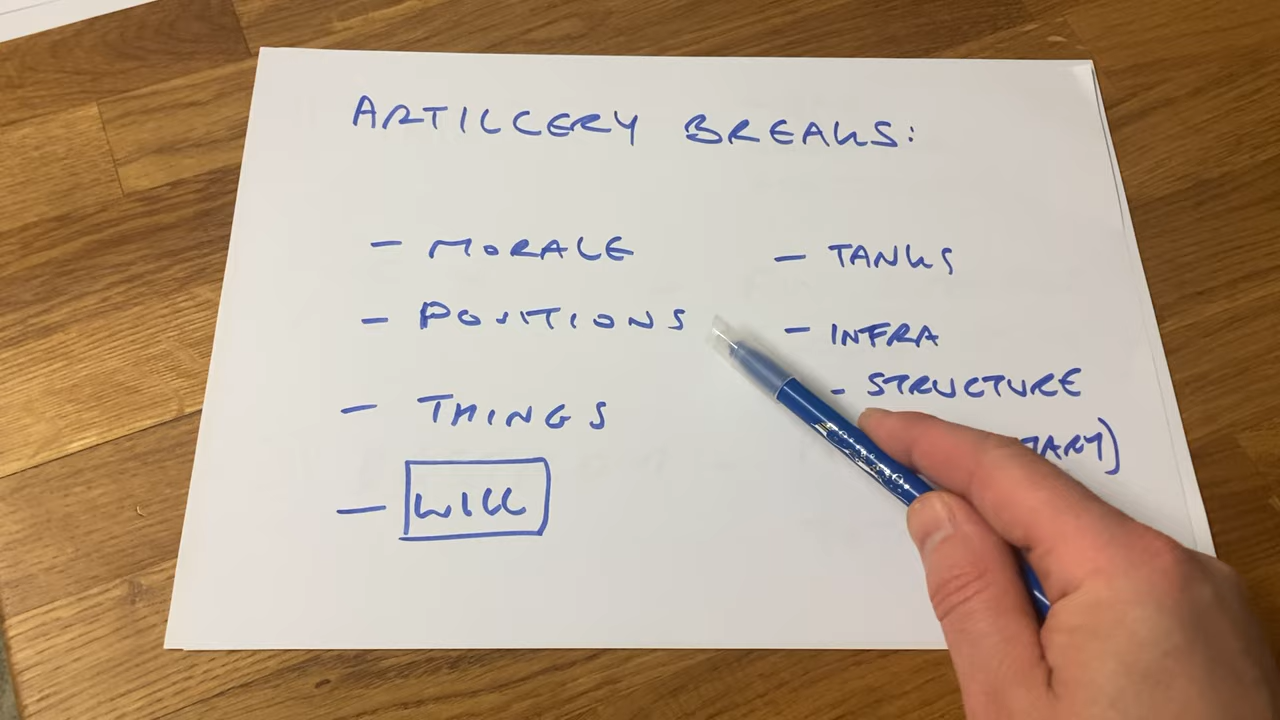 ARTILLERY BREAKS:
- MORALE
- POSITIONS
- THINGS
- WILL
- TANKS
- INFRA
- STRUCTURE